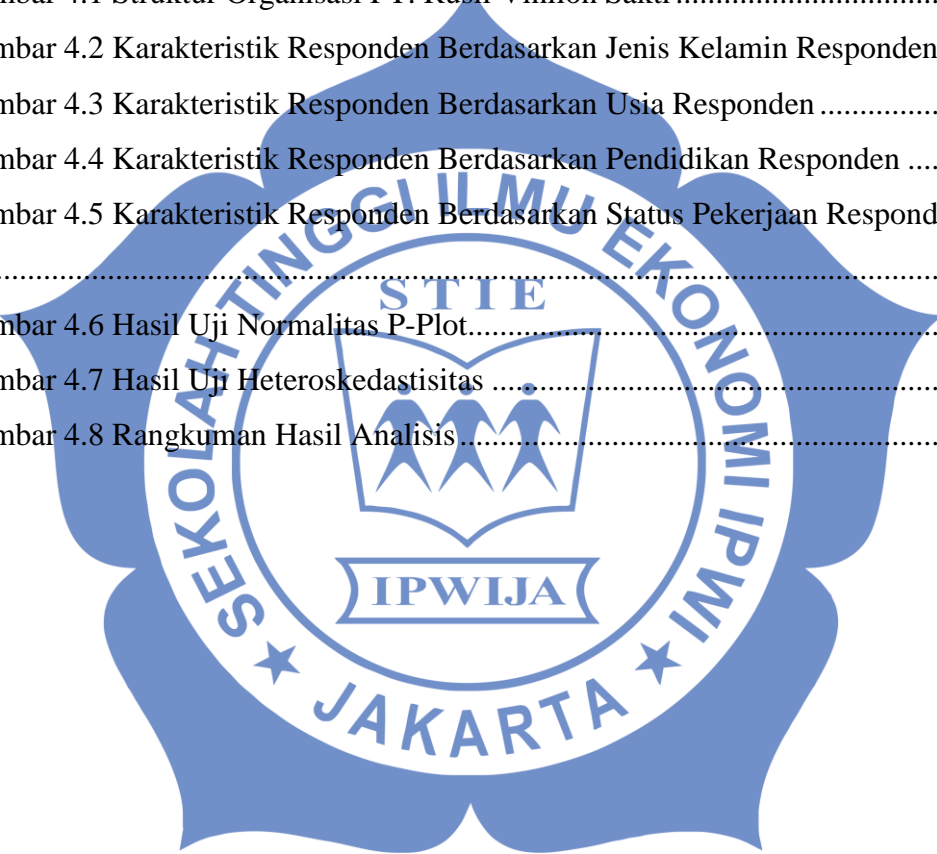 mbar 4.2 Karakteristik Responden Berdasarkan Jenis Kelamin Responden
mbar 4.3 Karakteristik Responden Berdasarkan Usia Responden ............
mbar 4.4 Karakteristik Responden Berdasarkan Pendidikan Responden ....
mbar 4.5 Karakteristik Responden Berdasarkan Status Pekerjaan Respond
mbar 4.6 Hasil Uji Normalitas P-Plot............
mbar 4.7 Hasil Uji Heteroskedastisitas ............
mbar 4.8 Rangkuman Hasil Analisis............
SEKOLAH TINGGI ILMU EKONOMI IPWI
STIE
IPWIJA
★ JAKARTA ★